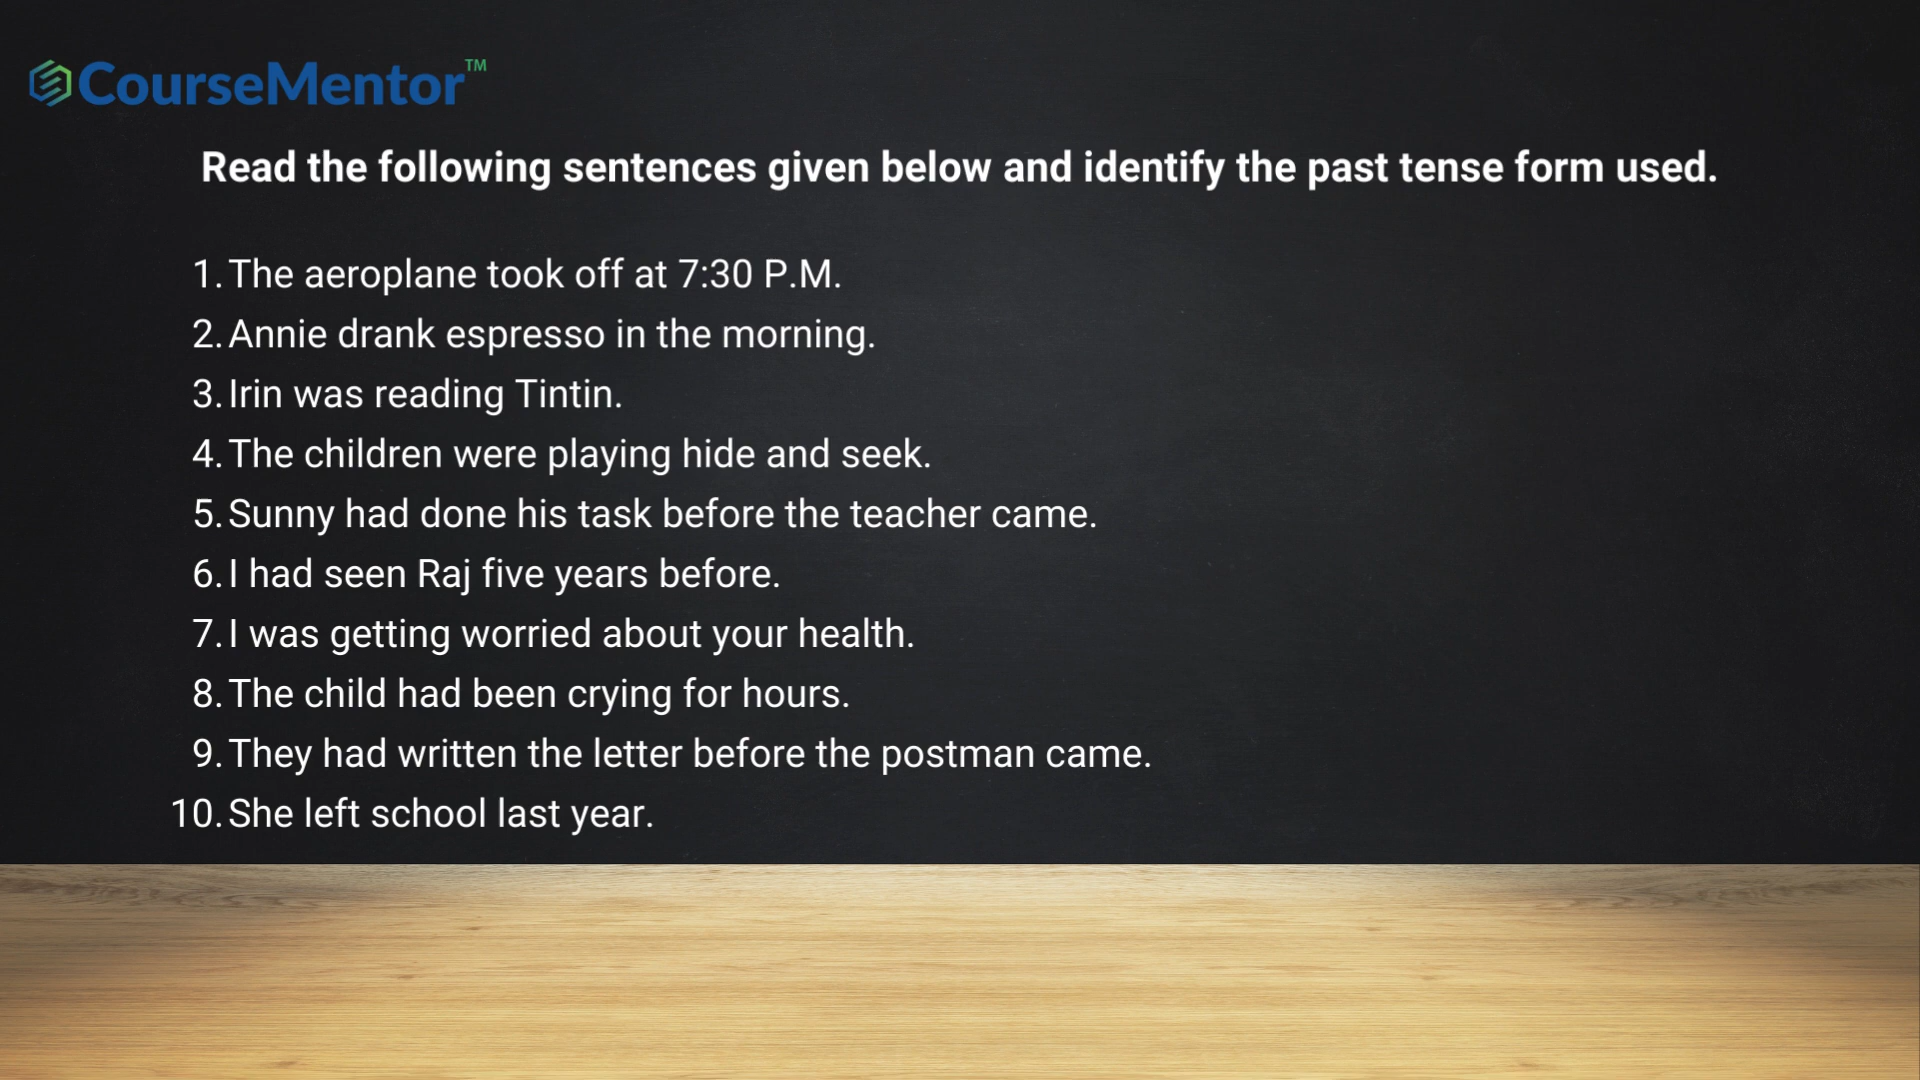 CourseMentor™
Read the following sentences given below and identify the past tense form used.
1. The aeroplane took off at 7:30 P.M.
2. Annie drank espresso in the morning.
3. Irin was reading Tintin.
4. The children were playing hide and seek.
5. Sunny had done his task before the teacher came.
6. I had seen Raj five years before.
7. I was getting worried about your health.
8. The child had been crying for hours.
9. They had written the letter before the postman came.
10. She left school last year.